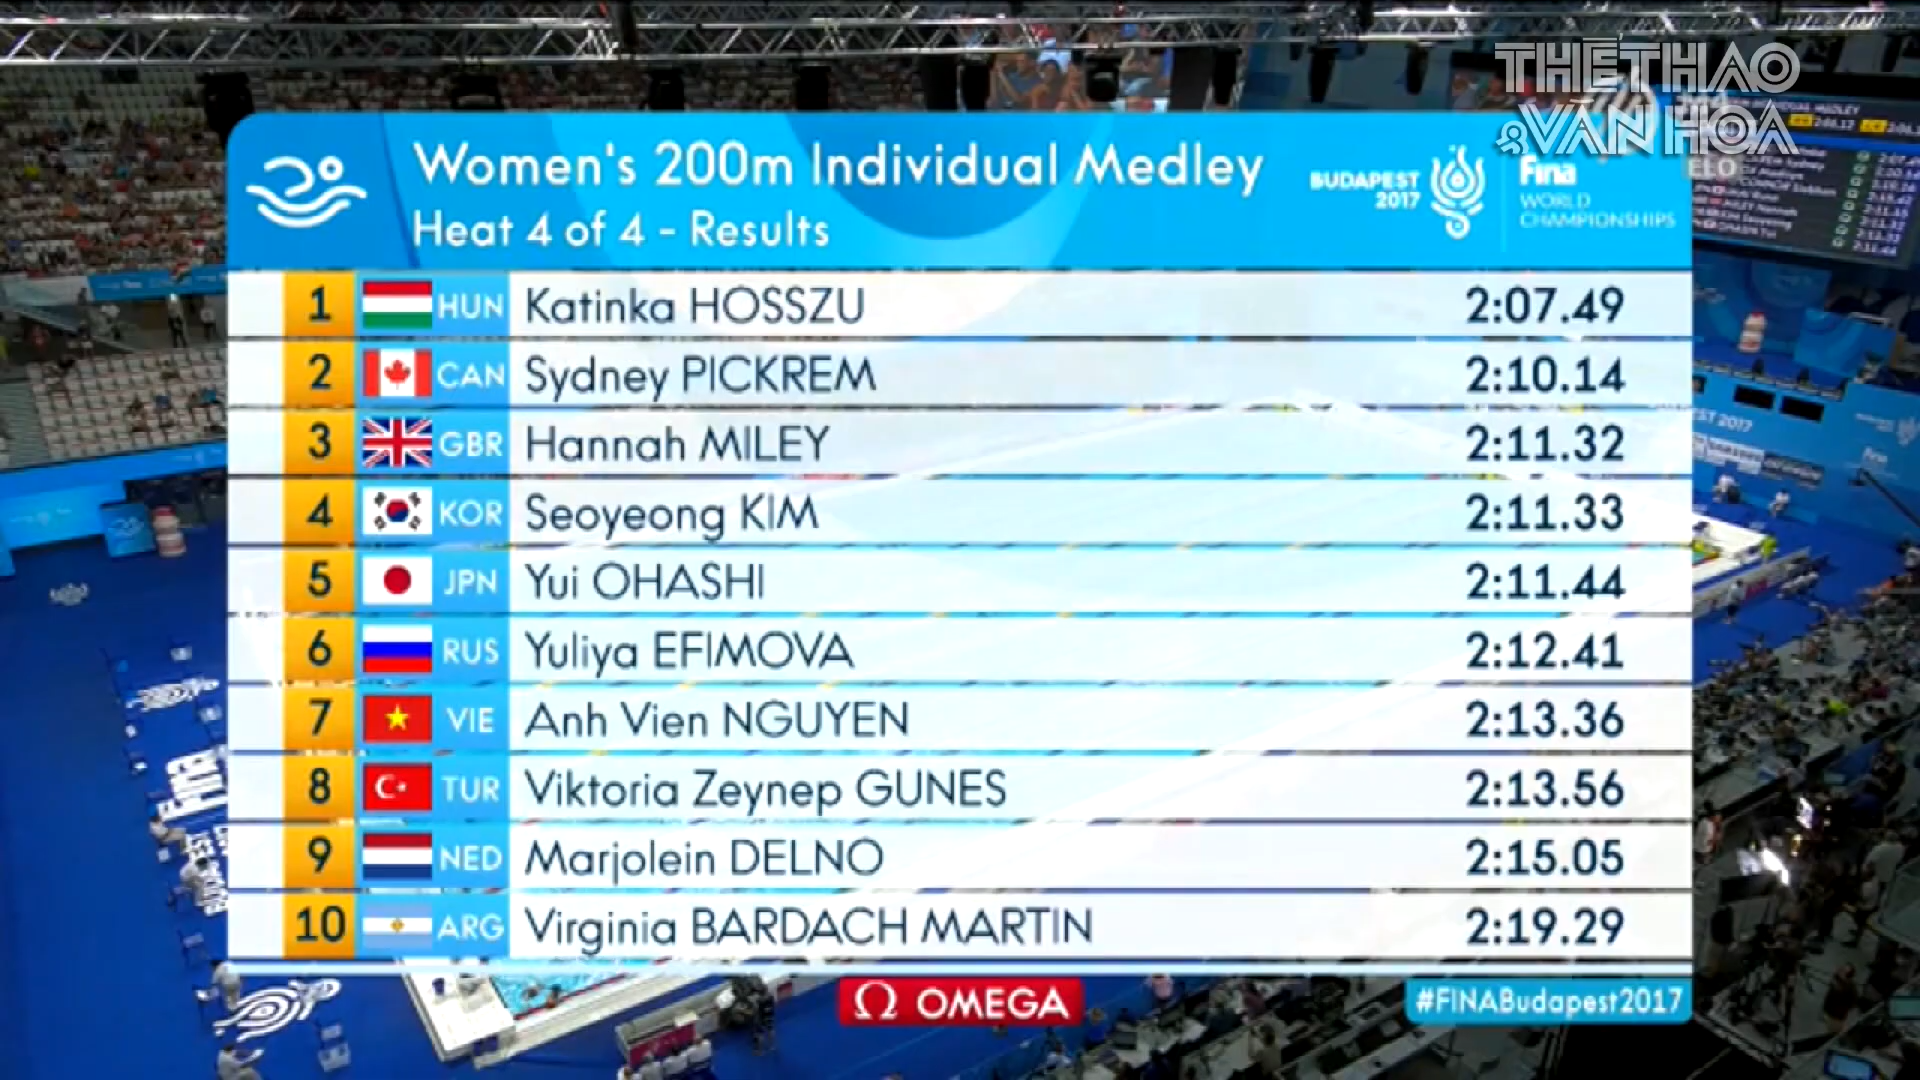 THỂ THAO
& VĂN HÓA
Women's 200m Individual Medley
Heat 4 of 4 - Results
BUDAPEST
2017
Fina
WORLD
CHAMPIONSHIPS
1 HUN Katinka HOSSZU 2:07.49
2 CAN Sydney PICKREM 2:10.14
3 GBR Hannah MILEY 2:11.32
4 KOR Seoyeong KIM 2:11.33
5 JPN Yui OHASHI 2:11.44
6 RUS Yuliya EFIMOVA 2:12.41
7 VIE Anh Vien NGUYEN 2:13.36
8 TUR Viktoria Zeynep GUNES 2:13.56
9 NED Marjolein DELNO 2:15.05
10 ARG Virginia BARDACH MARTIN 2:19.29
Ω OMEGA
#FINABudapest2017